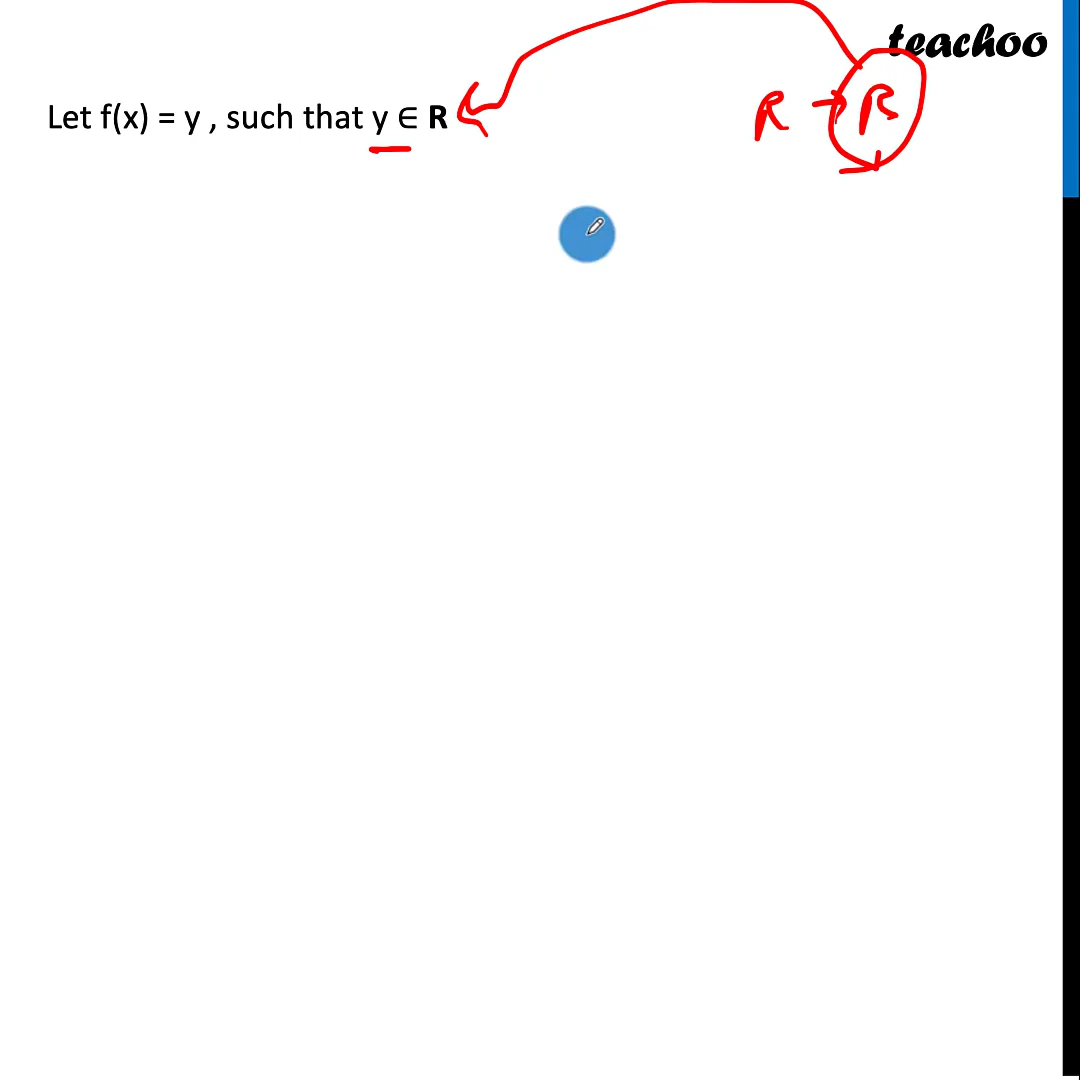 teachoo
Let f(x) = y , such that y ∈ R
R → R